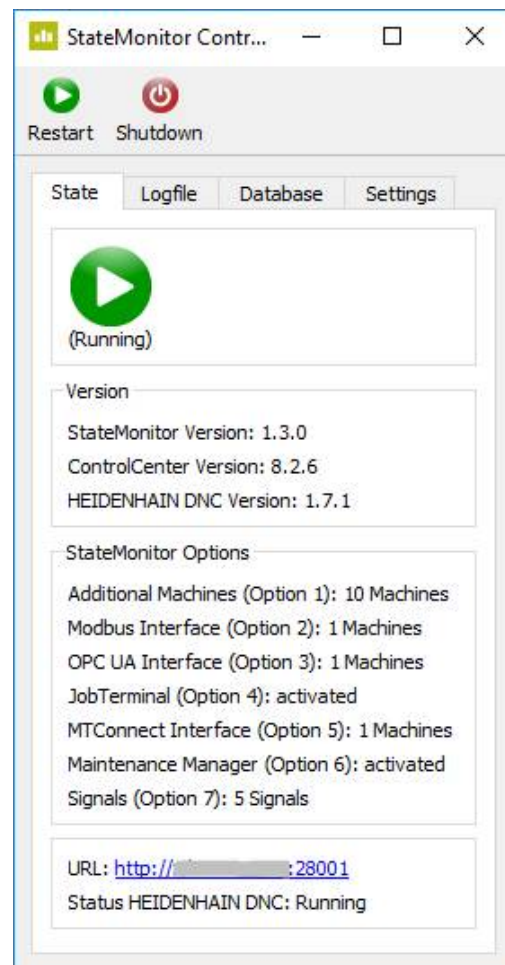 StateMonitor Contr...
Restart Shutdown
State Logfile Database Settings
(Running)
Version
StateMonitor Version: 1.3.0
ControlCenter Version: 8.2.6
HEIDENHAIN DNC Version: 1.7.1
StateMonitor Options
Additional Machines (Option 1): 10 Machines
Modbus Interface (Option 2): 1 Machines
OPC UA Interface (Option 3): 1 Machines
JobTerminal (Option 4): activated
MTConnect Interface (Option 5): 1 Machines
Maintenance Manager (Option 6): activated
Signals (Option 7): 5 Signals
URL: http:// :28001
Status HEIDENHAIN DNC: Running